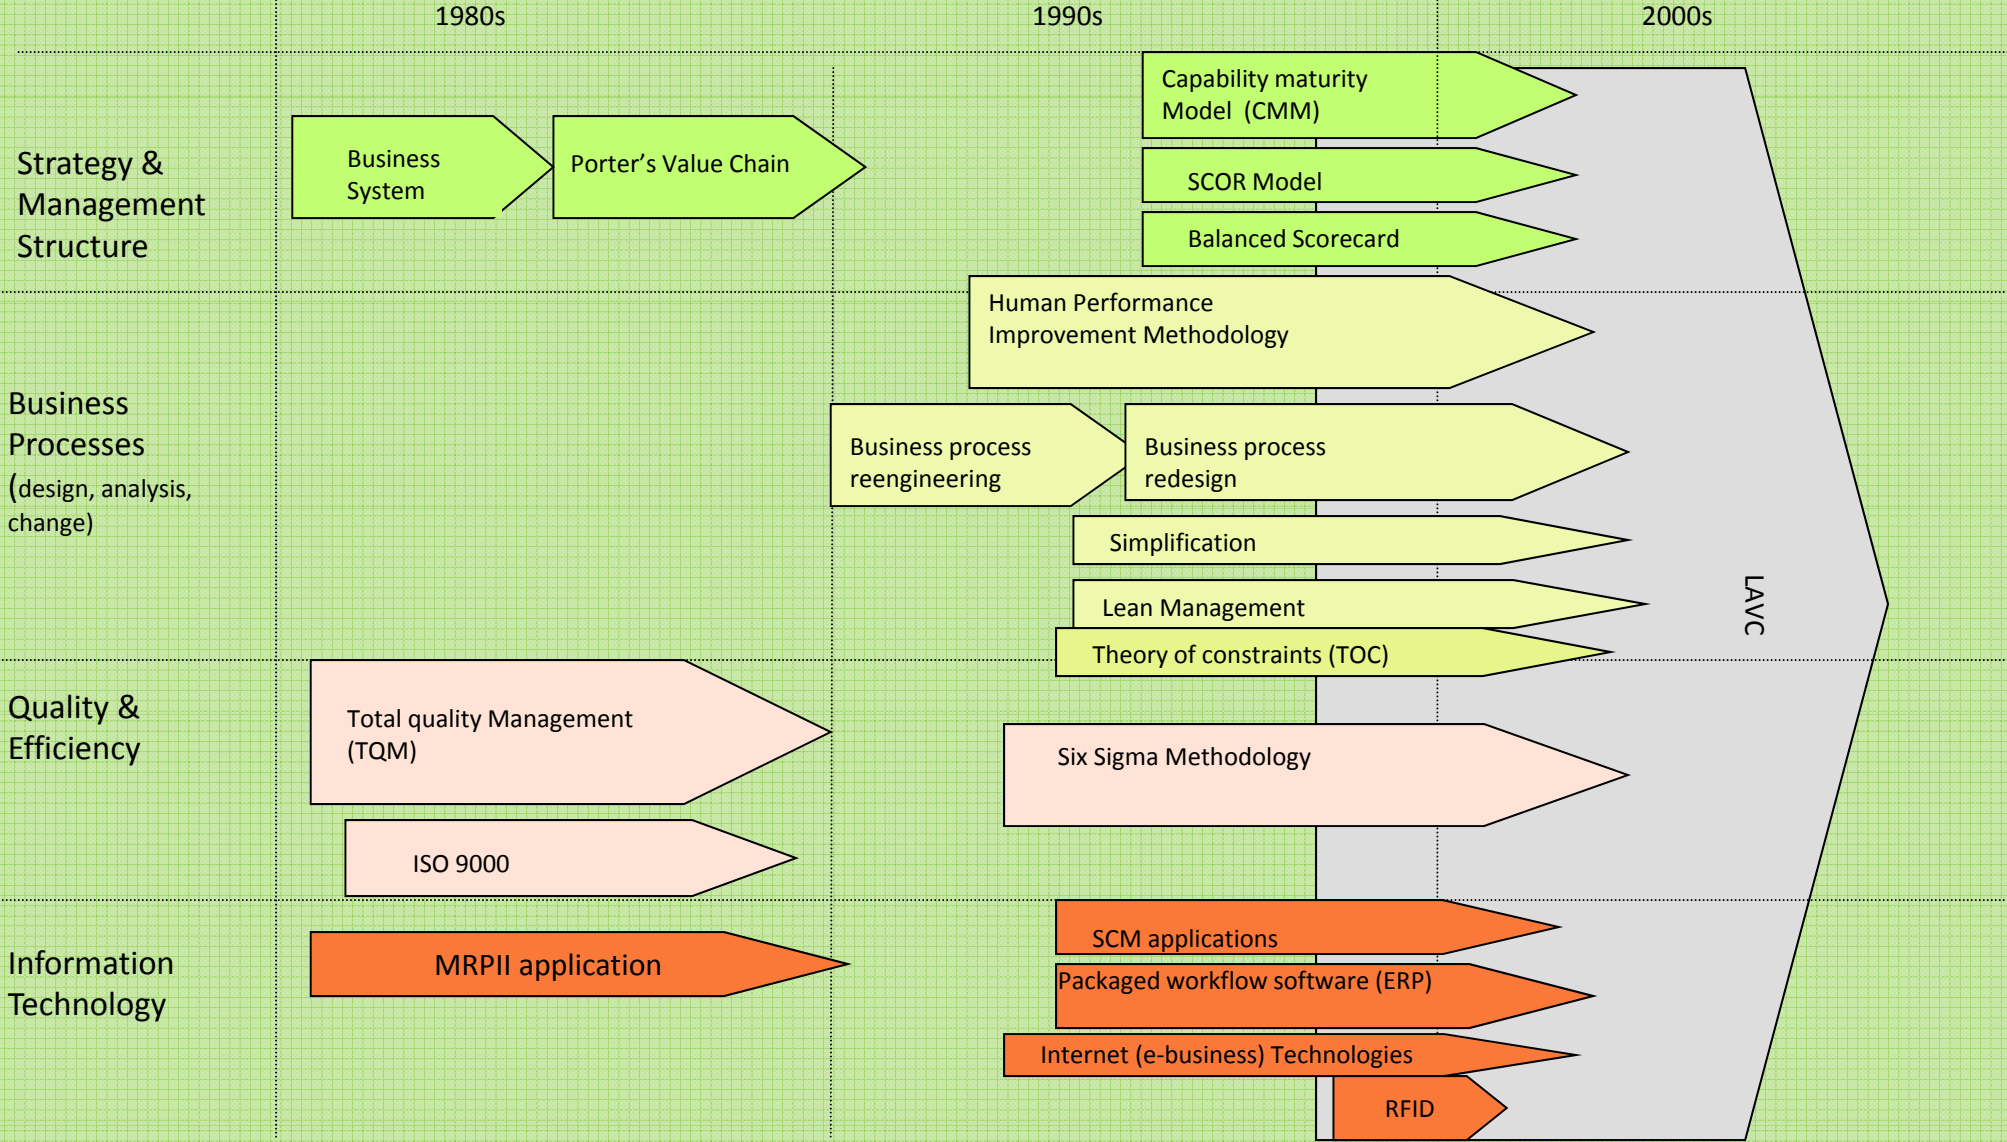 1980s
1990s
2000s
Strategy &
Management
Structure
Business
System
Porter’s Value Chain
Capability maturity
Model  (CMM)
SCOR Model
Balanced Scorecard
Business
Processes
(design, analysis,
change)
Human Performance
Improvement Methodology
Business process
reengineering
Business process
redesign
Simplification
Lean Management
Theory of constraints (TOC)
LAVC
Quality &
Efficiency
Total quality Management
(TQM)
Six Sigma Methodology
ISO 9000
Information
Technology
MRPII application
SCM applications
Packaged workflow software (ERP)
Internet (e-business) Technologies
RFID